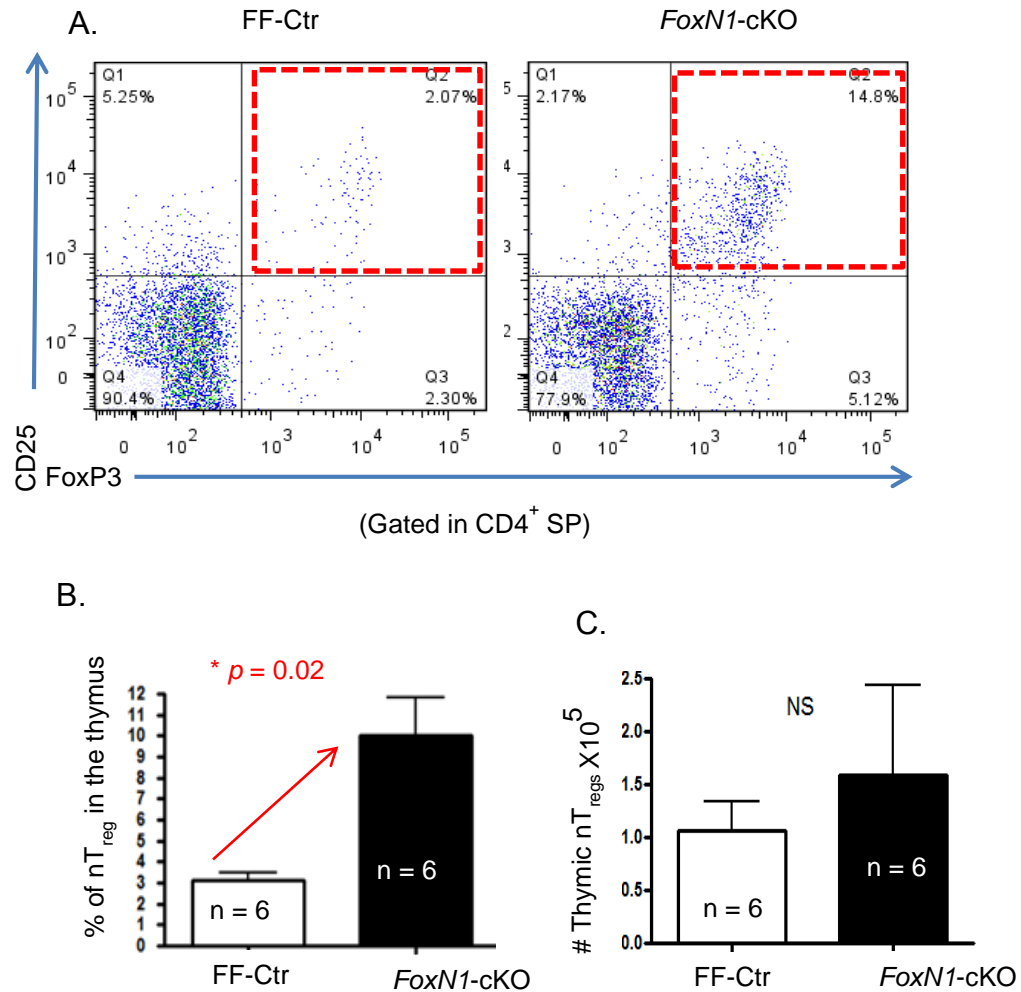 A.
FF-Ctr
FoxN1-cKO
Q1
5.25%
Q2
2.07%
Q4
90.4%
Q3
2.30%
10^5
10^4
10^3
10^2
0
0
10^2
10^3
10^4
10^5
Q1
2.17%
Q2
14.8%
Q4
77.9%
Q3
5.12%
5
4
3
2
0
10^2
10^3
10^4
10^5
CD25
FoxP3
(Gated in CD4+ SP)
B.
* p = 0.02
% of nTreg in the thymus
12
11
10
9
8
7
6
5
4
3
2
1
0
n = 6
n = 6
FF-Ctr
FoxN1-cKO
C.
NS
# Thymic nTregs X10^5
2.5
2.0
1.5
1.0
0.5
0.0
n = 6
n = 6
FF-Ctr
FoxN1-cKO